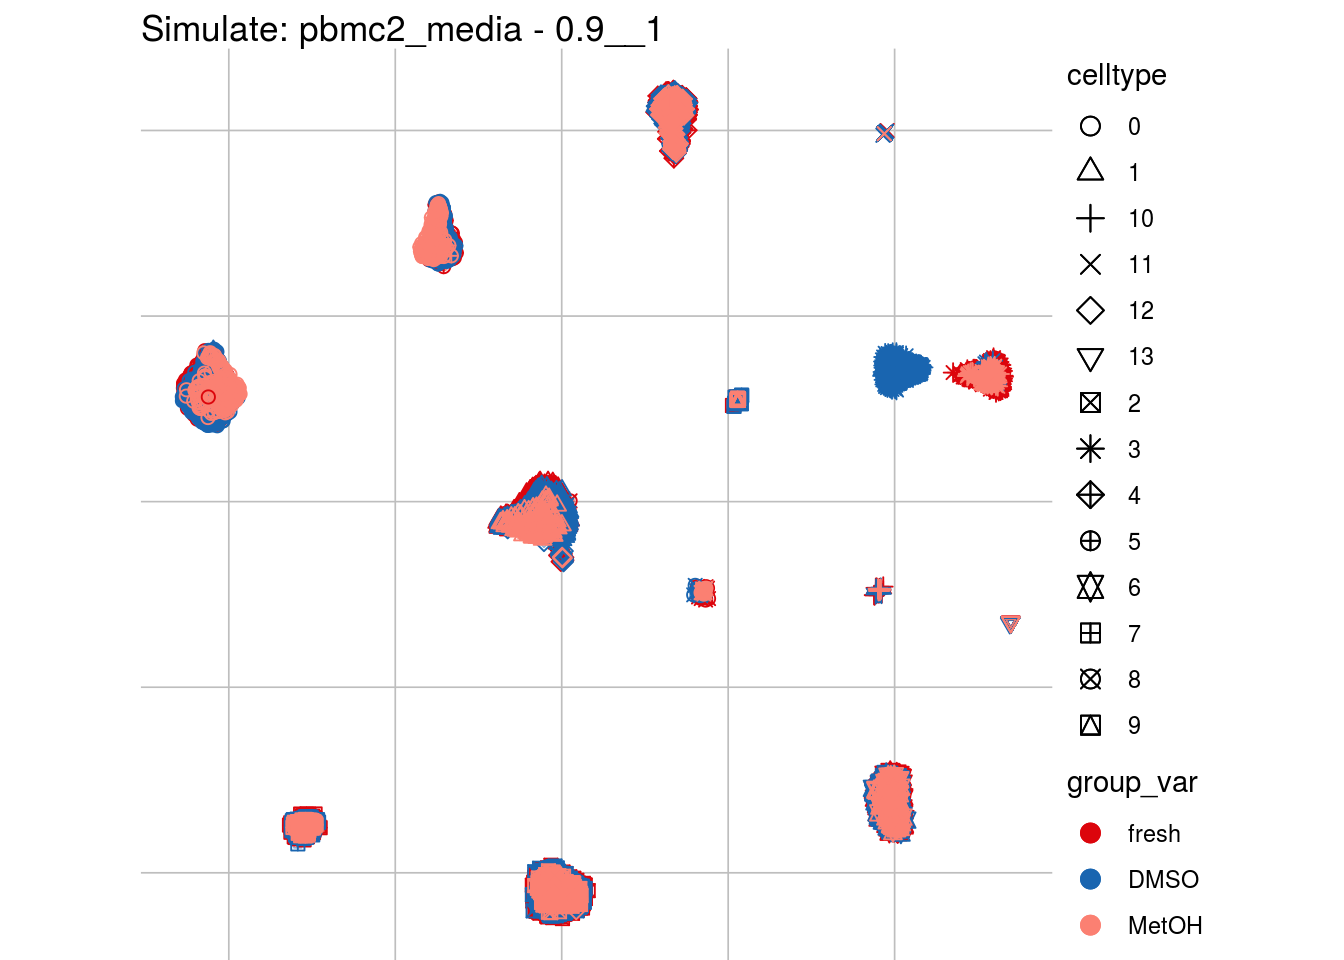 Simulate: pbmc2_media - 0.9__1
celltype
0
1
10
11
12
13
2
3
4
5
6
7
8
9
group_var
fresh
DMSO
MetOH